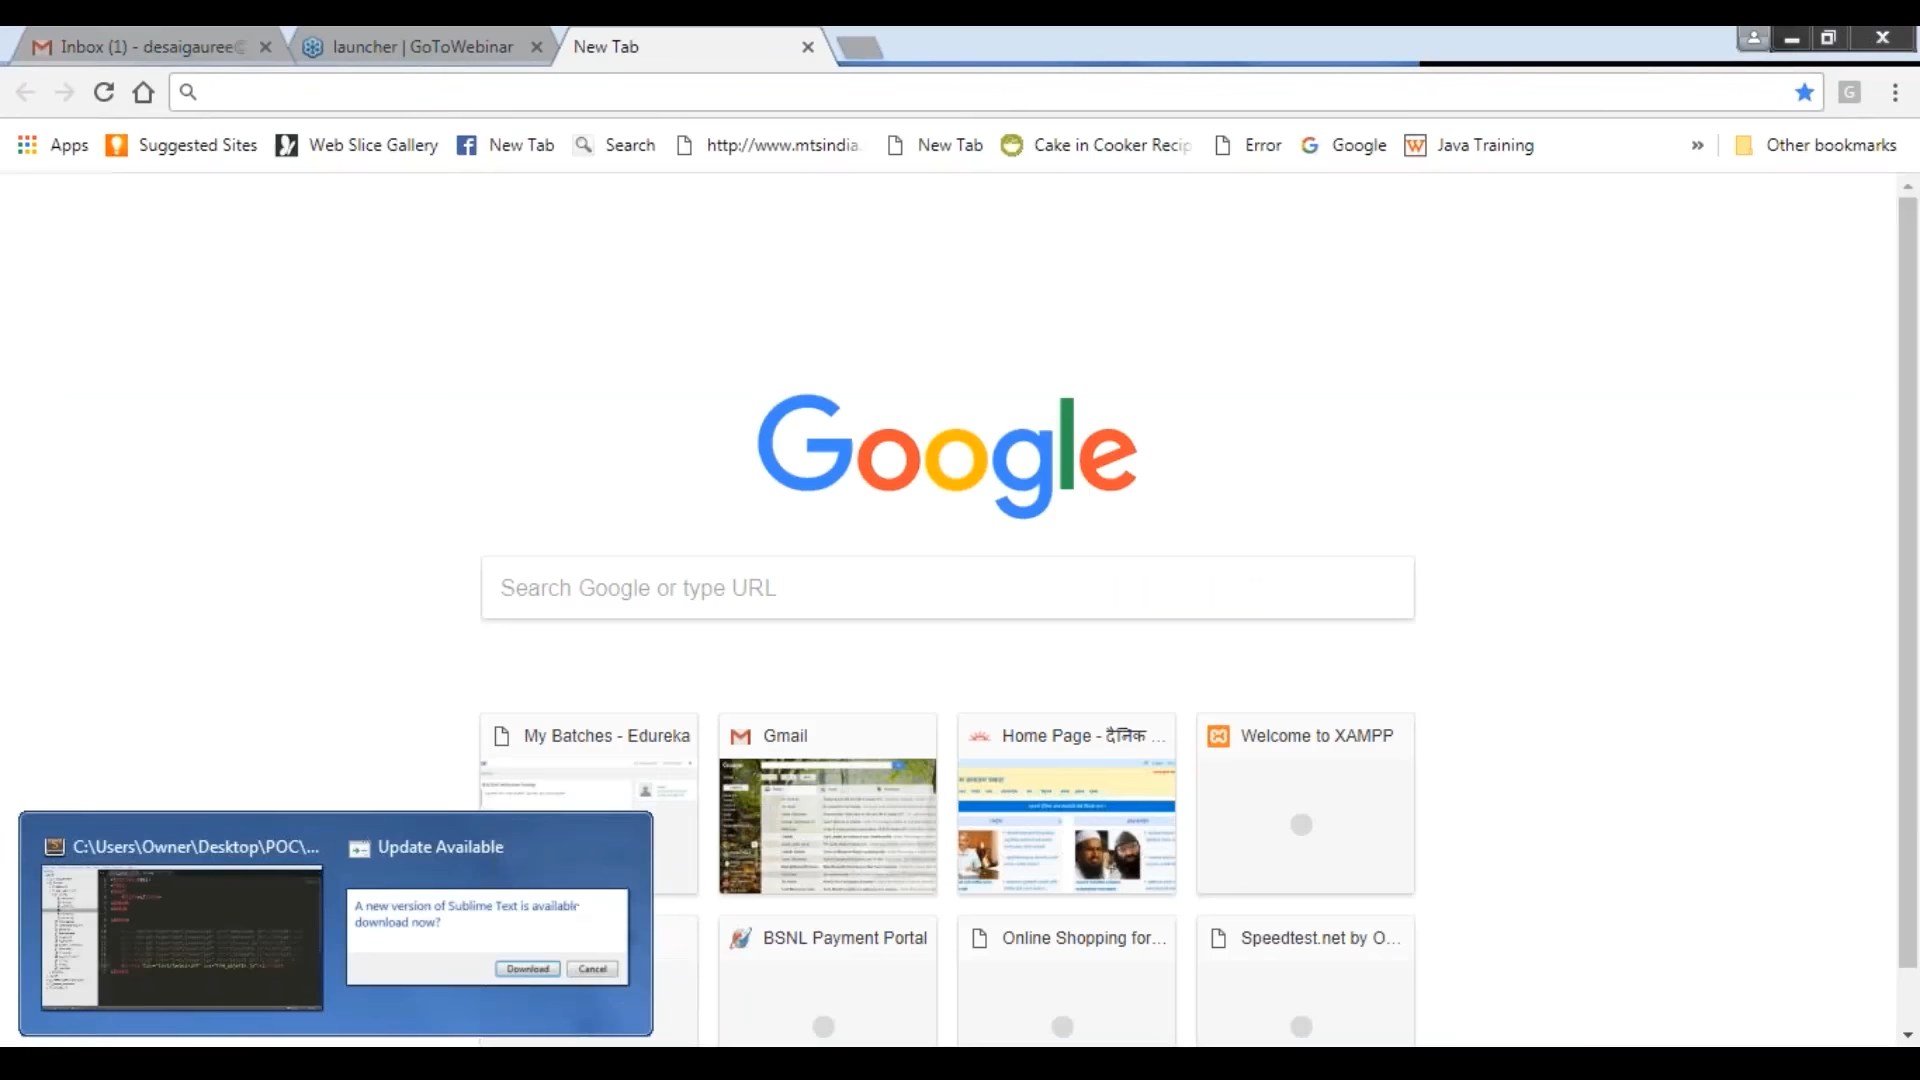 Inbox (1) - desaigauree@
launcher | GoToWebinar
New Tab
Apps
Suggested Sites
Web Slice Gallery
New Tab
Search
http://www.mtsindia.
New Tab
Cake in Cooker Recip
Error
Google
Java Training
»
Other bookmarks
Google
Search Google or type URL
My Batches - Edureka
Gmail
Home Page - दैनिक ...
Welcome to XAMPP
C:\Users\Owner\Desktop\POC\...
Update Available
A new version of Sublime Text is availablr
download now?
Download
Cancel
BSNL Payment Portal
Online Shopping for...
Speedtest.net by O...